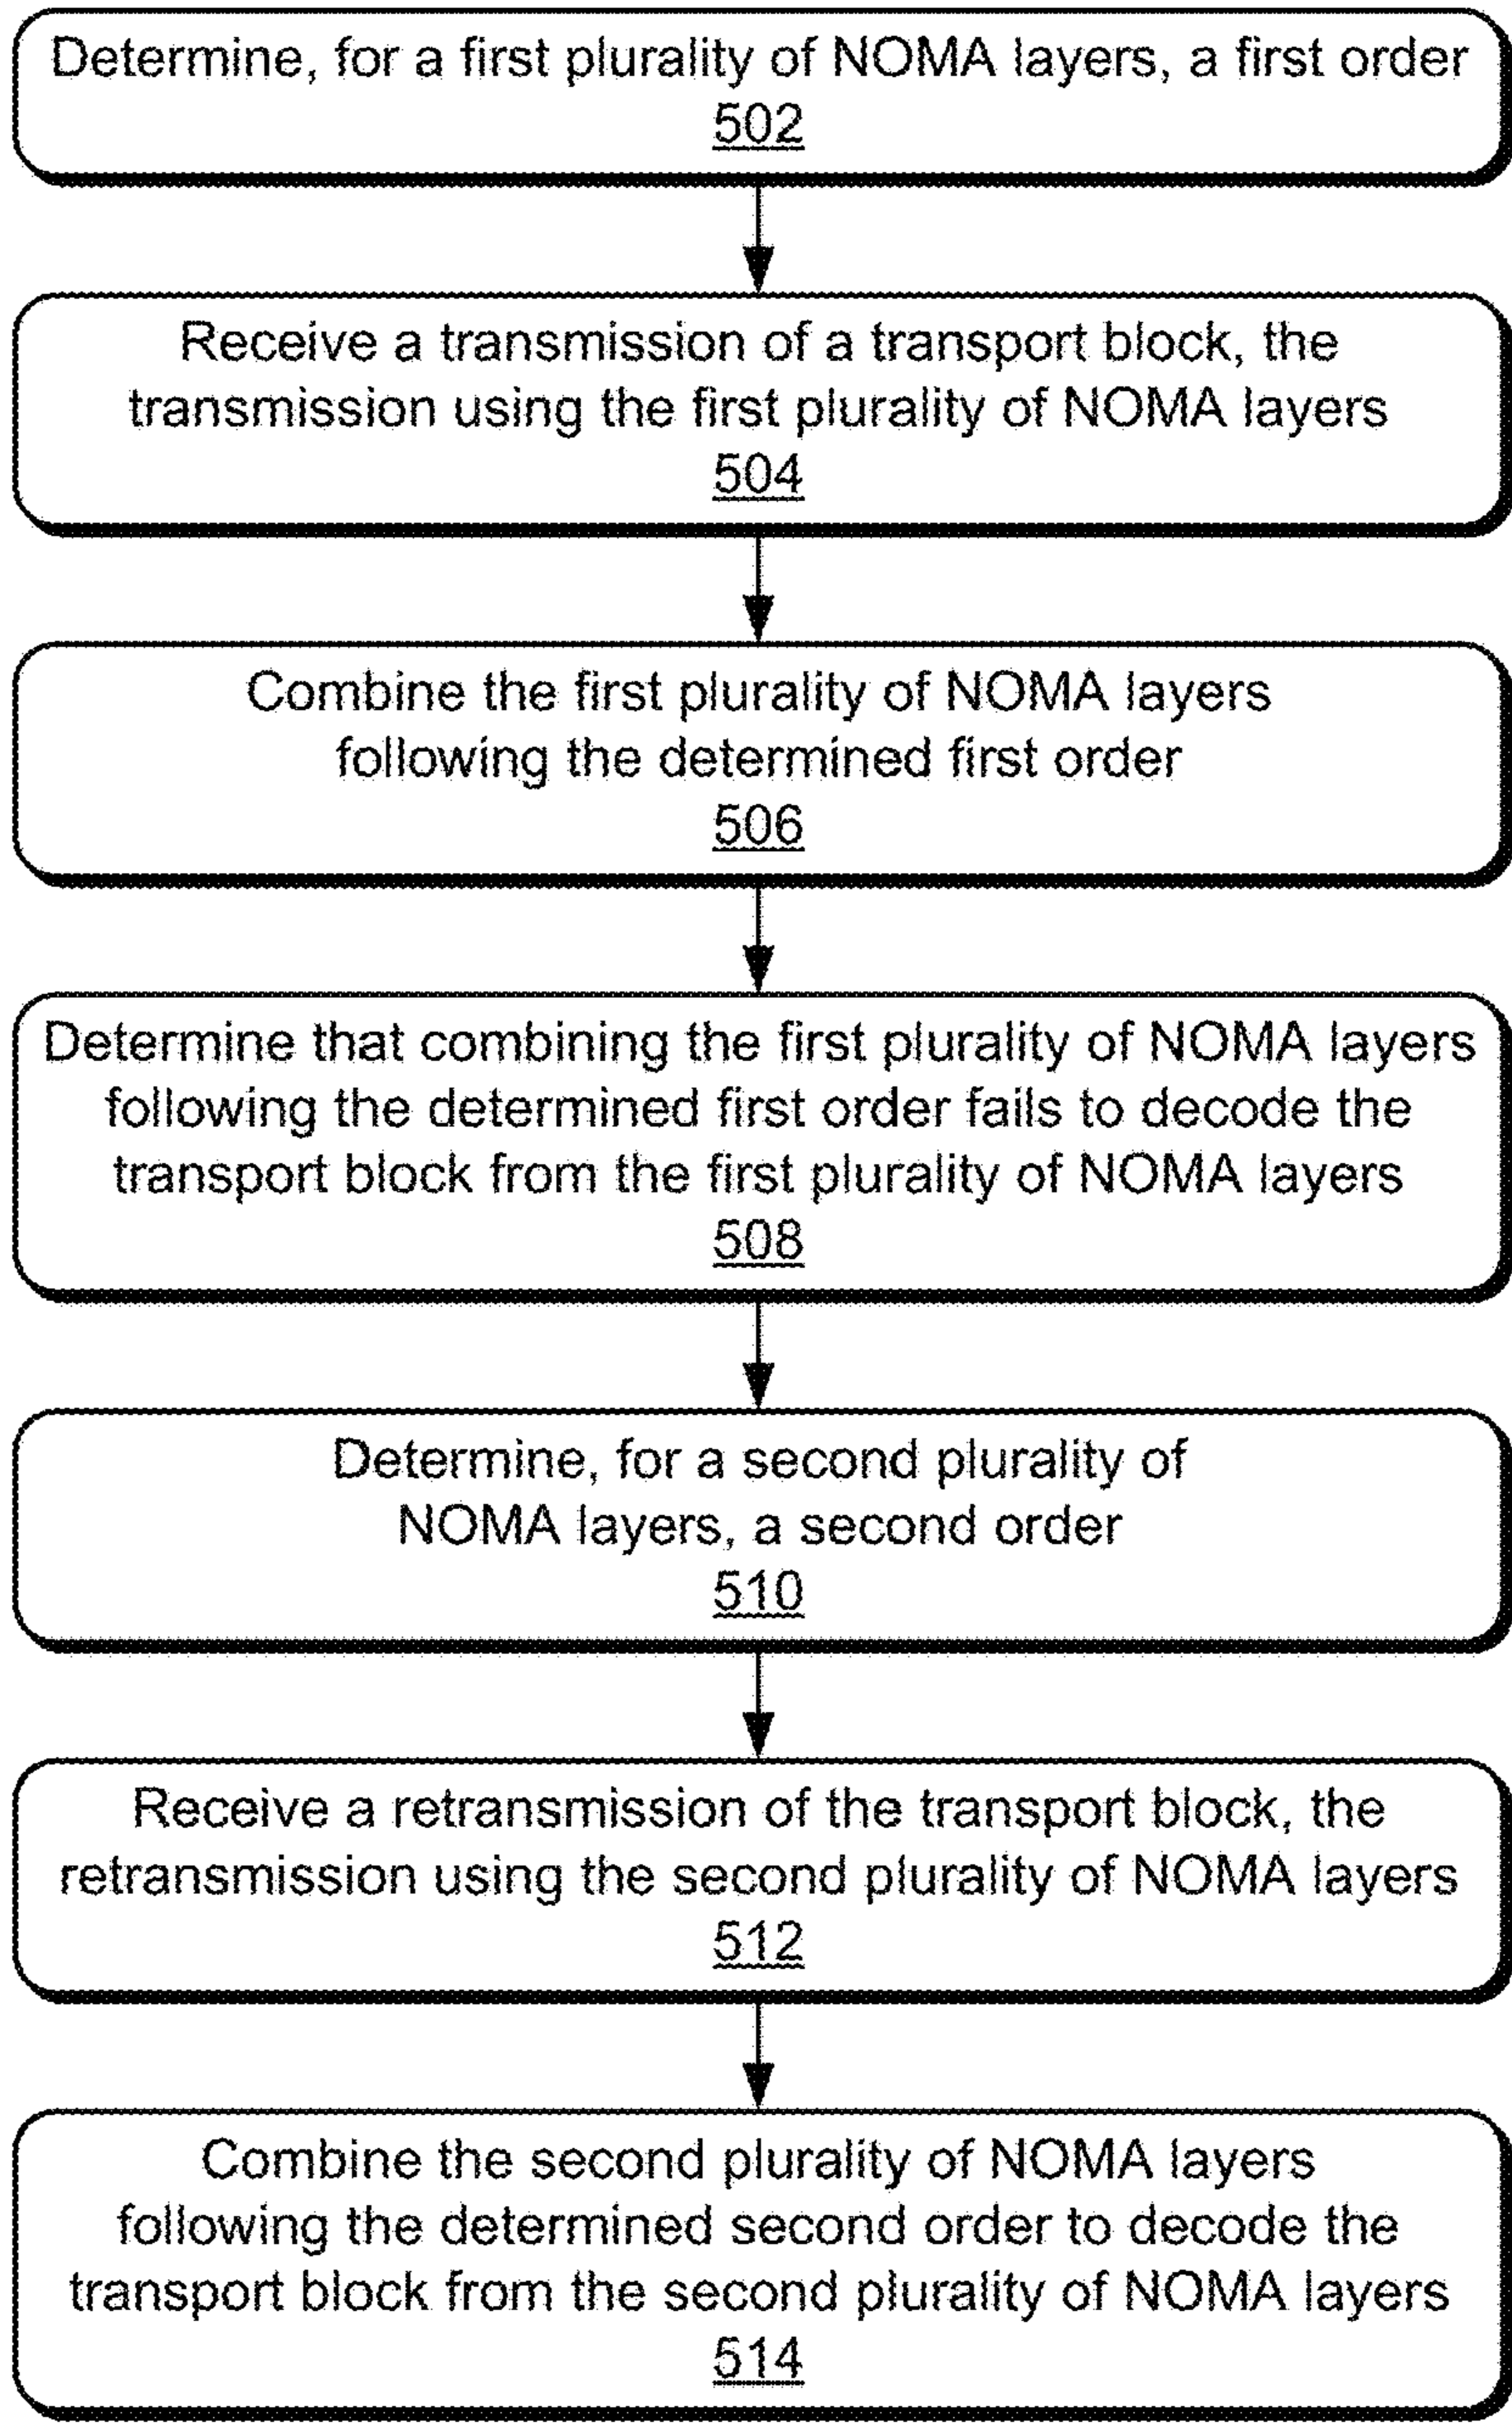 Determine, for a first plurality of NOMA layers, a first order
502
Receive a transmission of a transport block, the
transmission using the first plurality of NOMA layers
504
Combine the first plurality of NOMA layers
following the determined first order
506
Determine that combining the first plurality of NOMA layers
following the determined first order fails to decode the
transport block from the first plurality of NOMA layers
508
Determine, for a second plurality of
NOMA layers, a second order
510
Receive a retransmission of the transport block, the
retransmission using the second plurality of NOMA layers
512
Combine the second plurality of NOMA layers
following the determined second order to decode the
transport block from the second plurality of NOMA layers
514